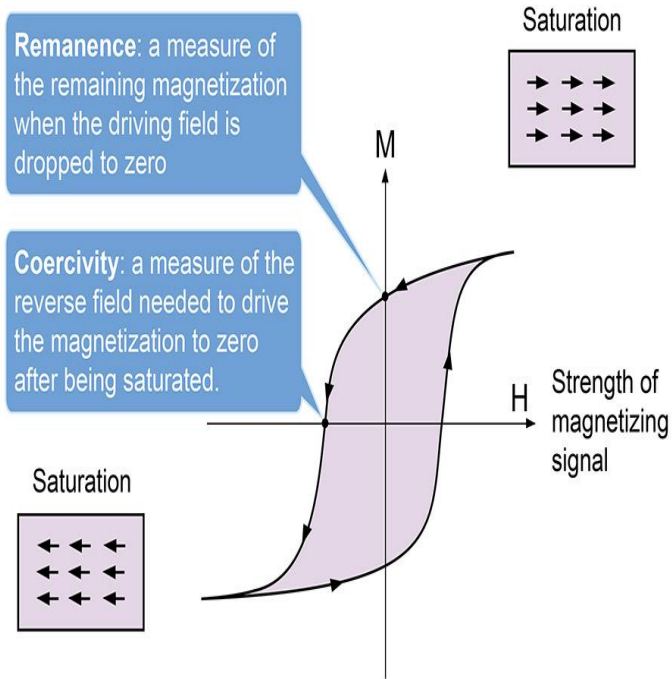 Remanence: a measure of
the remaining magnetization
when the driving field is
dropped to zero
Saturation
M
Coercivity: a measure of the
reverse field needed to drive
the magnetization to zero
after being saturated.
H
Strength of
magnetizing
signal
Saturation